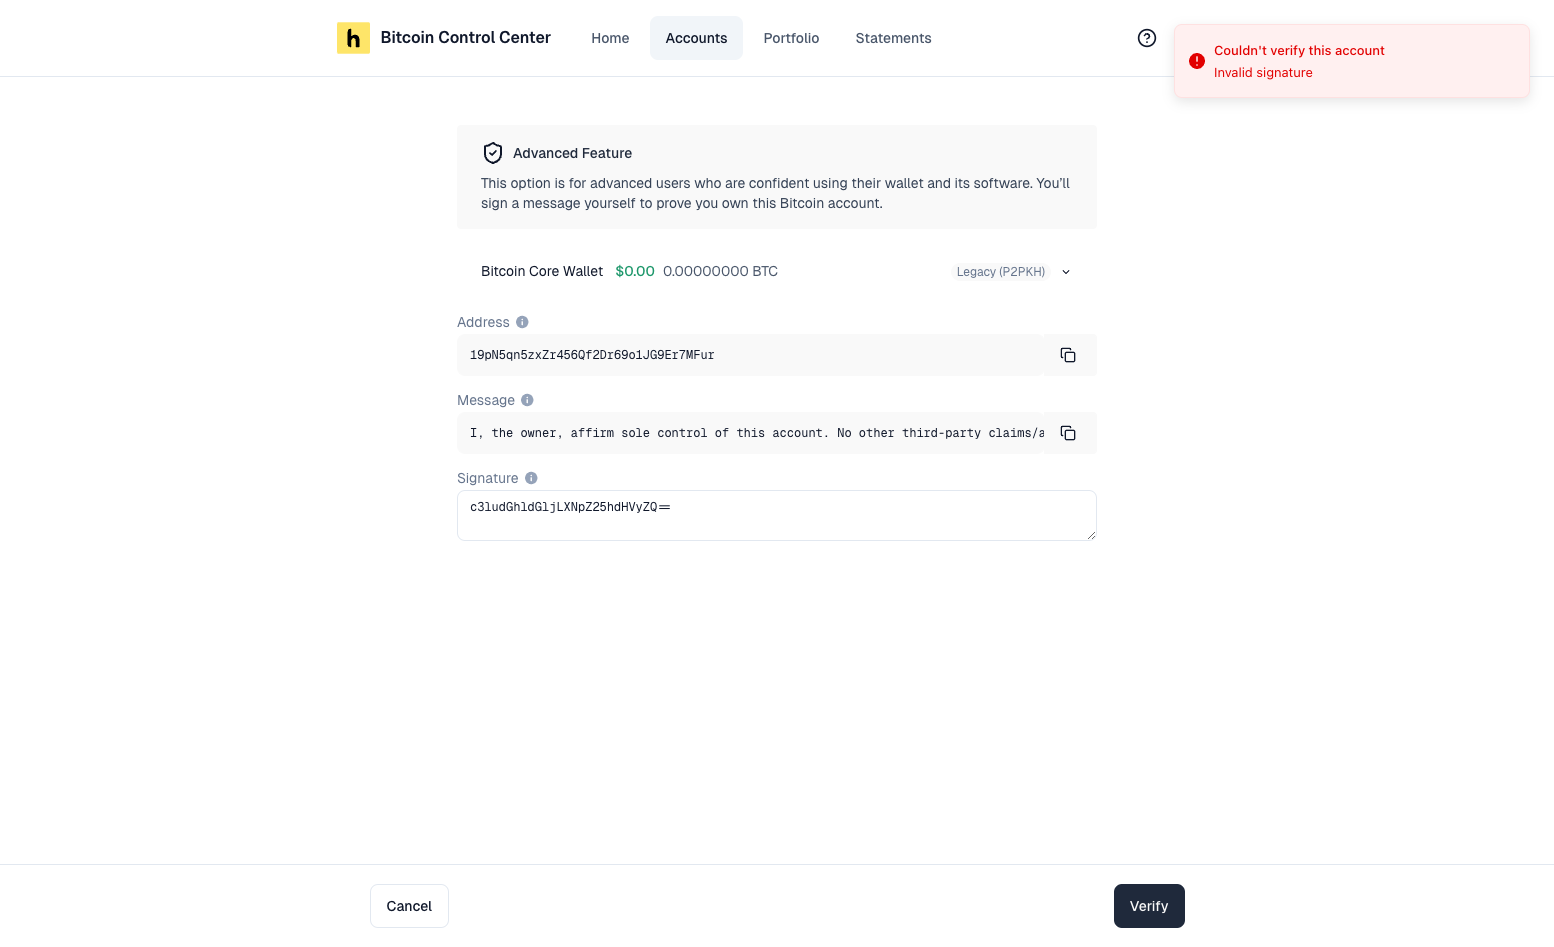 h Bitcoin Control Center
Home
Accounts
Portfolio
Statements
Couldn't verify this account
Invalid signature
Advanced Feature
This option is for advanced users who are confident using their wallet and its software. You'll
sign a message yourself to prove you own this Bitcoin account.
Bitcoin Core Wallet $0.00 0.00000000 BTC
Legacy (P2PKH)
Address
19pN5qn5zxZr456Qf2Dr69o1JG9Er7MFur
Message
I, the owner, affirm sole control of this account. No other third-party claims/a
Signature
c3ludGhldGljLXNpZ25hdHVyZQ==
Cancel
Verify